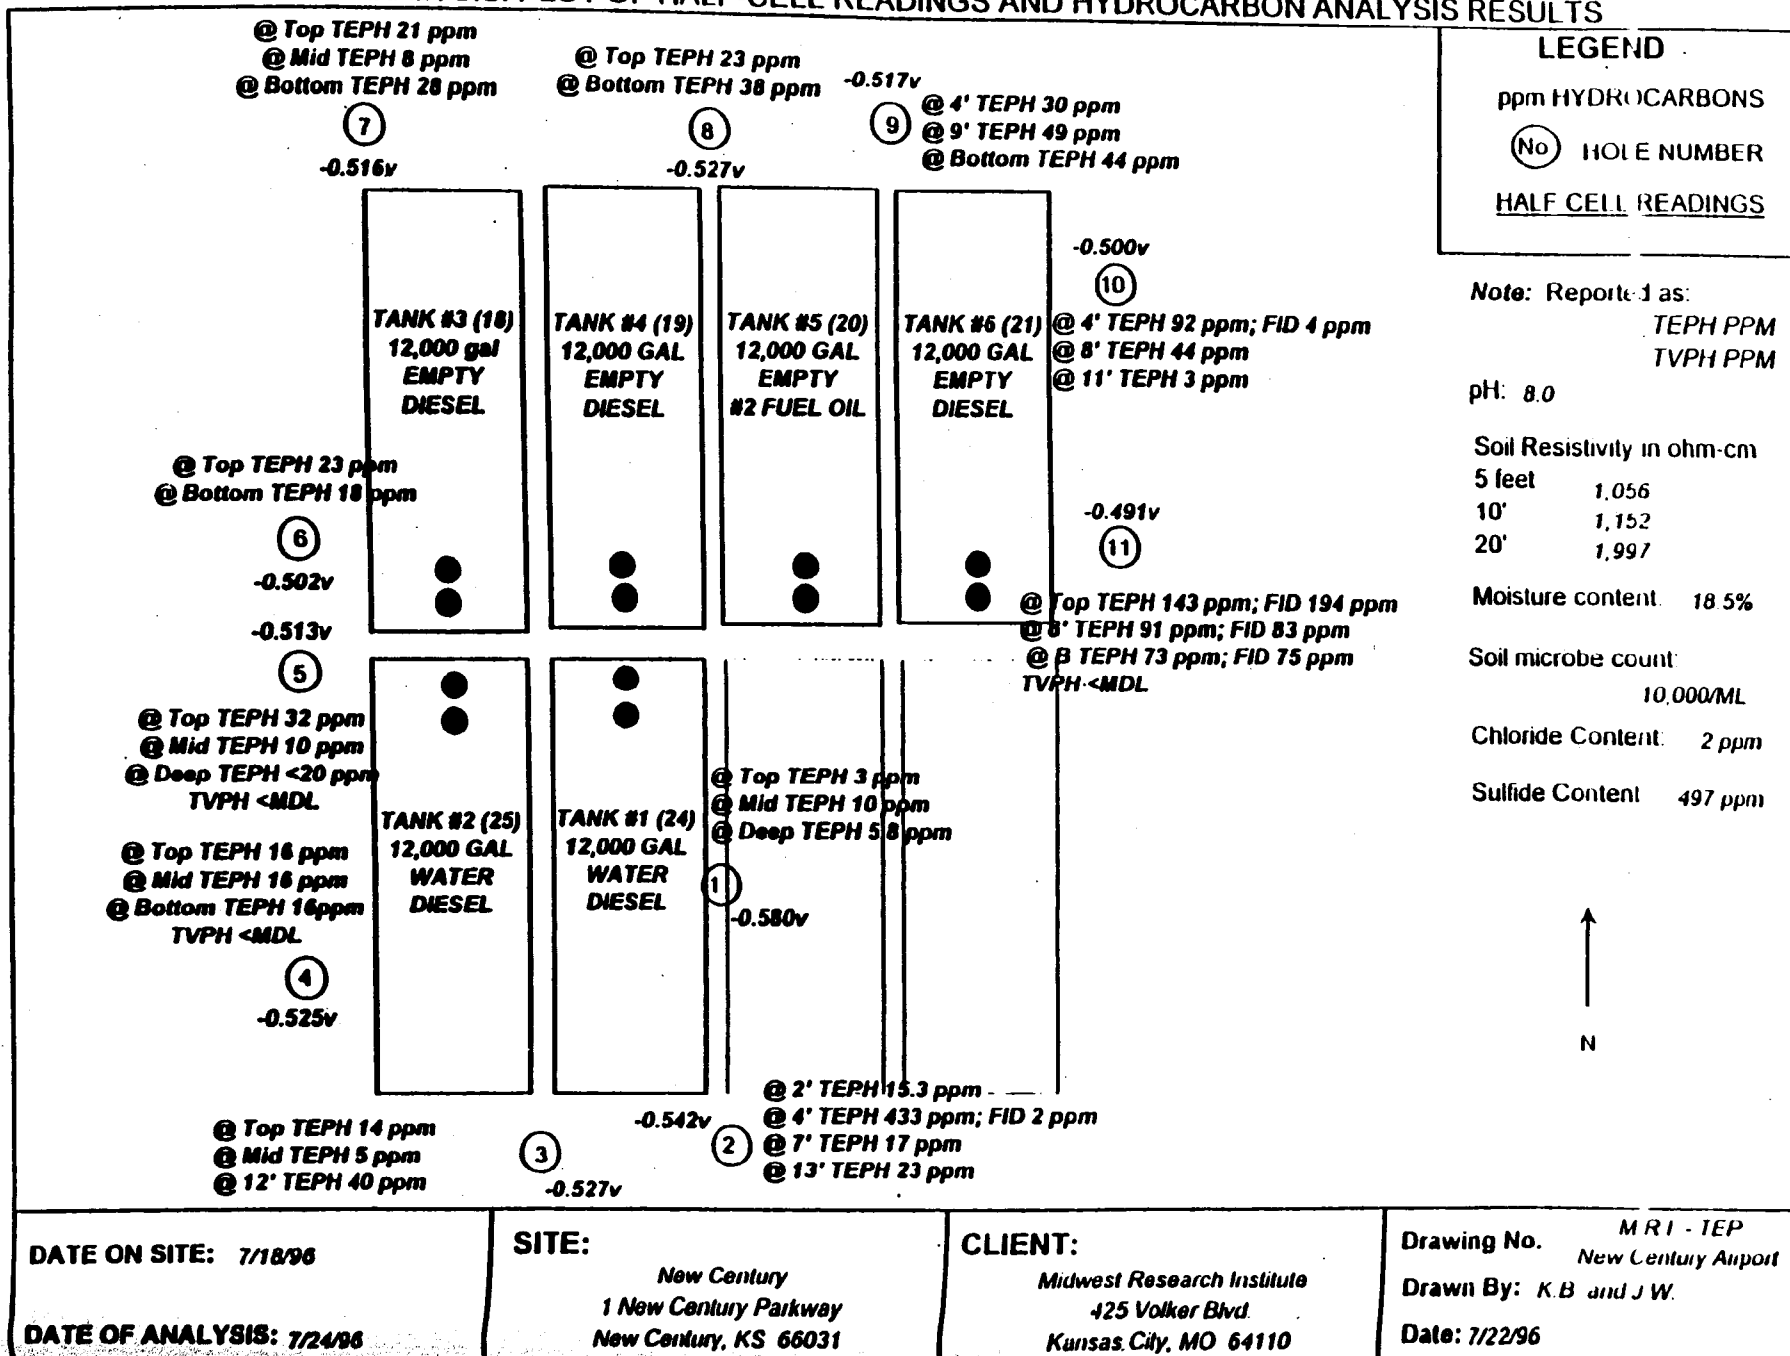 PLOT OF HALF-CELL READINGS AND HYDROCARBON ANALYSIS RESULTS
@ Top TEPH 21 ppm
@ Mid TEPH 8 ppm
@ Bottom TEPH 28 ppm
7
-0.516v
@ Top TEPH 23 ppm
@ Bottom TEPH 38 ppm
8
-0.527v
-0.517v
9
@ 4' TEPH 30 ppm
@ 9' TEPH 49 ppm
@ Bottom TEPH 44 ppm
LEGEND
ppm HYDROCARBONS
No HOLE NUMBER
HALF CELL READINGS
TANK #3 (18)
12,000 gal
EMPTY
DIESEL
TANK #4 (19)
12,000 GAL
EMPTY
DIESEL
TANK #5 (20)
12,000 GAL
EMPTY
#2 FUEL OIL
TANK #6 (21)
12,000 GAL
EMPTY
DIESEL
-0.500v
10
@ 4' TEPH 92 ppm; FID 4 ppm
@ 8' TEPH 44 ppm
@ 11' TEPH 3 ppm
Note: Reported as:
TEPH PPM
TVPH PPM
pH: 8.0
Soil Resistivity in ohm-cm
5 feet 1,056
10' 1,152
20' 1,997
Moisture content. 18.5%
Soil microbe count:
10,000/ML
Chloride Content: 2 ppm
Sulfide Content 497 ppm
N
@ Top TEPH 23 ppm
@ Bottom TEPH 18 ppm
6
-0.502v
-0.491v
11
@ Top TEPH 143 ppm; FID 194 ppm
@ 8' TEPH 91 ppm; FID 83 ppm
@ B TEPH 73 ppm; FID 75 ppm
TVPH <MDL
-0.513v
5
@ Top TEPH 32 ppm
@ Mid TEPH 10 ppm
@ Deep TEPH <20 ppm
TVPH <MDL
@ Top TEPH 16 ppm
@ Mid TEPH 16 ppm
@ Bottom TEPH 16ppm
TVPH <MDL
4
-0.525v
TANK #2 (25)
12,000 GAL
WATER
DIESEL
TANK #1 (24)
12,000 GAL
WATER
DIESEL
@ Top TEPH 3 ppm
@ Mid TEPH 10 ppm
@ Deep TEPH 5.8 ppm
1
-0.580v
@ Top TEPH 14 ppm
@ Mid TEPH 5 ppm
@ 12' TEPH 40 ppm
3
-0.527v
-0.542v
2
@ 2' TEPH 15.3 ppm
@ 4' TEPH 433 ppm; FID 2 ppm
@ 7' TEPH 17 ppm
@ 13' TEPH 23 ppm
DATE ON SITE: 7/18/96
DATE OF ANALYSIS: 7/24/96
SITE:
New Century
1 New Century Parkway
New Century, KS 66031
CLIENT:
Midwest Research Institute
425 Volker Blvd.
Kansas City, MO 64110
Drawing No. MRI - TEP
New Century Airport
Drawn By: K.B and J.W.
Date: 7/22/96